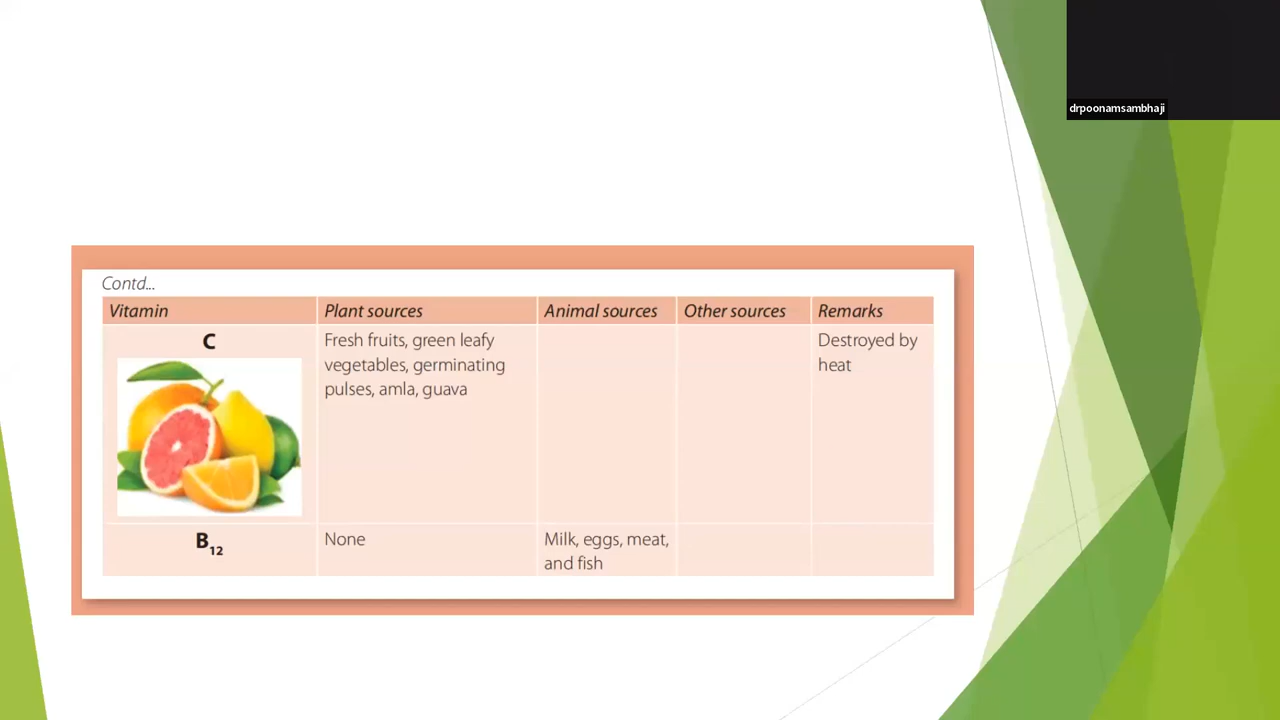 drpoonamsambhaji
Contd...
Vitamin Plant sources Animal sources Other sources Remarks
C
Fresh fruits, green leafy
vegetables, germinating
pulses, amla, guava
Destroyed by
heat
B12
None
Milk, eggs, meat,
and fish